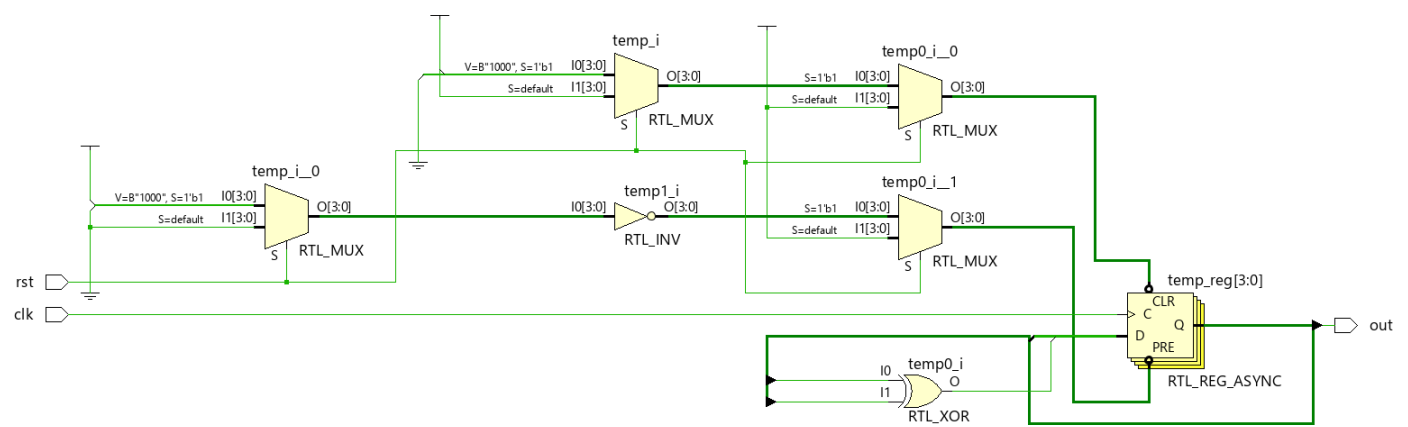 temp_i
V=B"1000", S=1'b1 I0[3:0]
S=default I1[3:0]
O[3:0]
S
RTL_MUX
temp0_i__0
S=1'b1 I0[3:0]
S=default I1[3:0]
O[3:0]
S
RTL_MUX
temp_i__0
V=B"1000", S=1'b1 I0[3:0]
S=default I1[3:0]
O[3:0]
S
RTL_MUX
temp1_i
I0[3:0] O[3:0]
RTL_INV
temp0_i__1
S=1'b1 I0[3:0]
S=default I1[3:0]
O[3:0]
S
RTL_MUX
rst
clk
temp_reg[3:0]
CLR
C
D
Q
PRE
RTL_REG_ASYNC
out
temp0_i
I0
I1
O
RTL_XOR